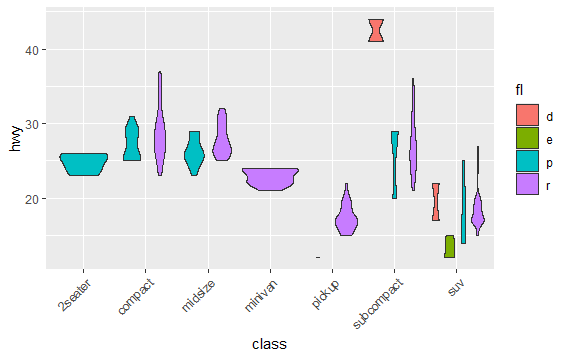 hwy
40
30
20
2seater
compact
midsize
minivan
pickup
subcompact
suv
class
fl
d
e
p
r